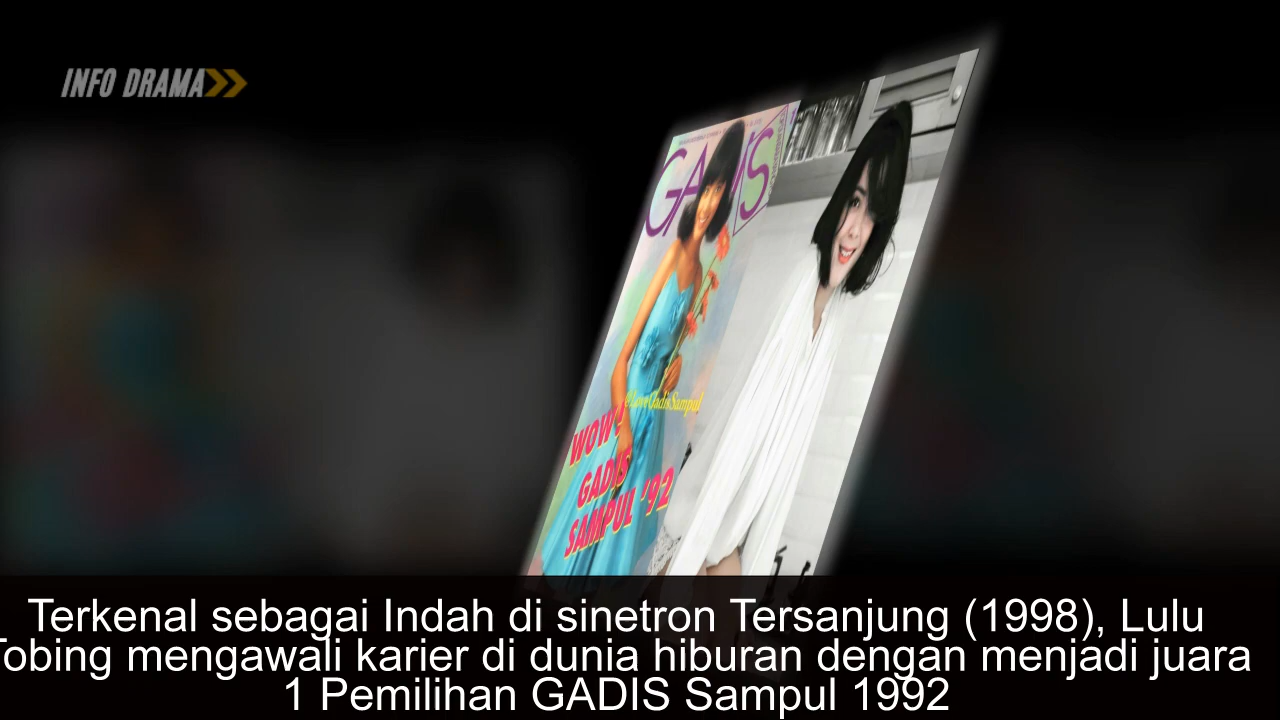 INFO DRAMA
GADIS
@LoveGadisSampul
WOW!
GADIS
SAMPUL '92
Terkenal sebagai Indah di sinetron Tersanjung (1998), Lulu
Tobing mengawali karier di dunia hiburan dengan menjadi juara
1 Pemilihan GADIS Sampul 1992